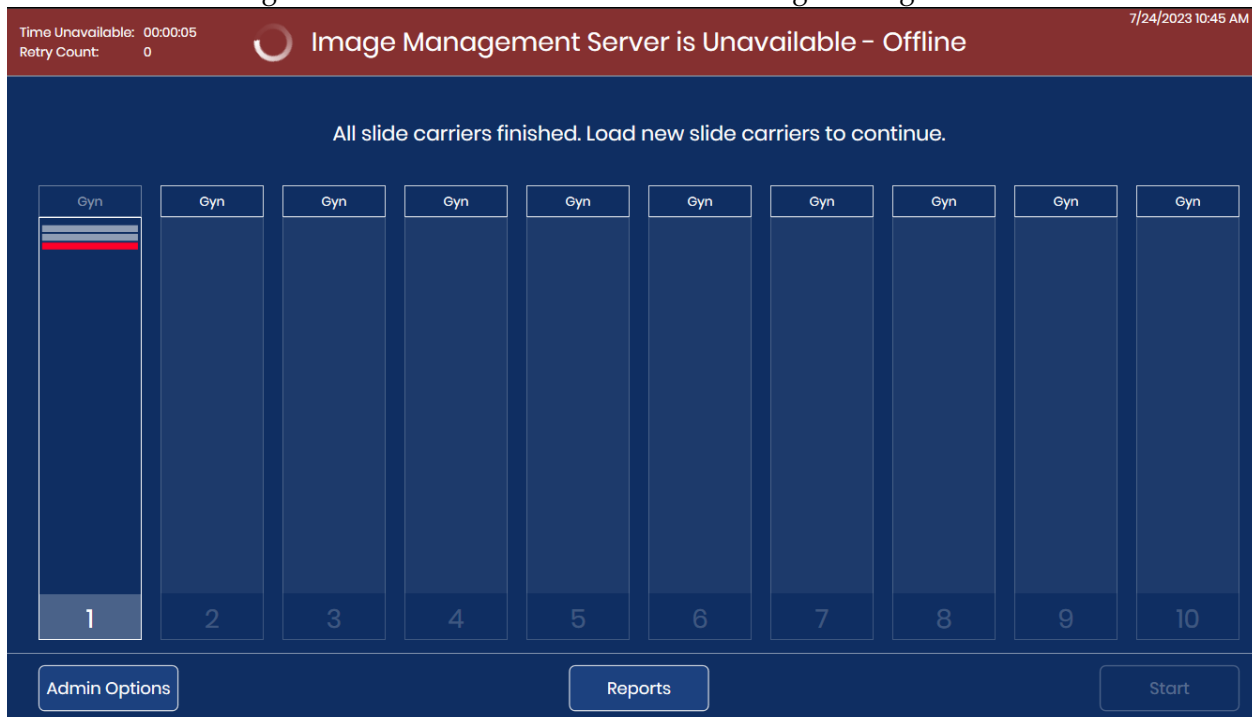 7/24/2023 10:45 AM
Time Unavailable: 00:00:05
Retry Count: 0
Image Management Server is Unavailable - Offline
All slide carriers finished. Load new slide carriers to continue.
Gyn Gyn Gyn Gyn Gyn Gyn Gyn Gyn Gyn Gyn
1 2 3 4 5 6 7 8 9 10
Admin Options Reports Start